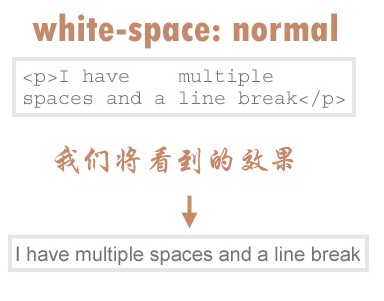 white-space: normal
<p>I have    multiple
spaces and a line break</p>
我们将看到的效果
I have multiple spaces and a line break